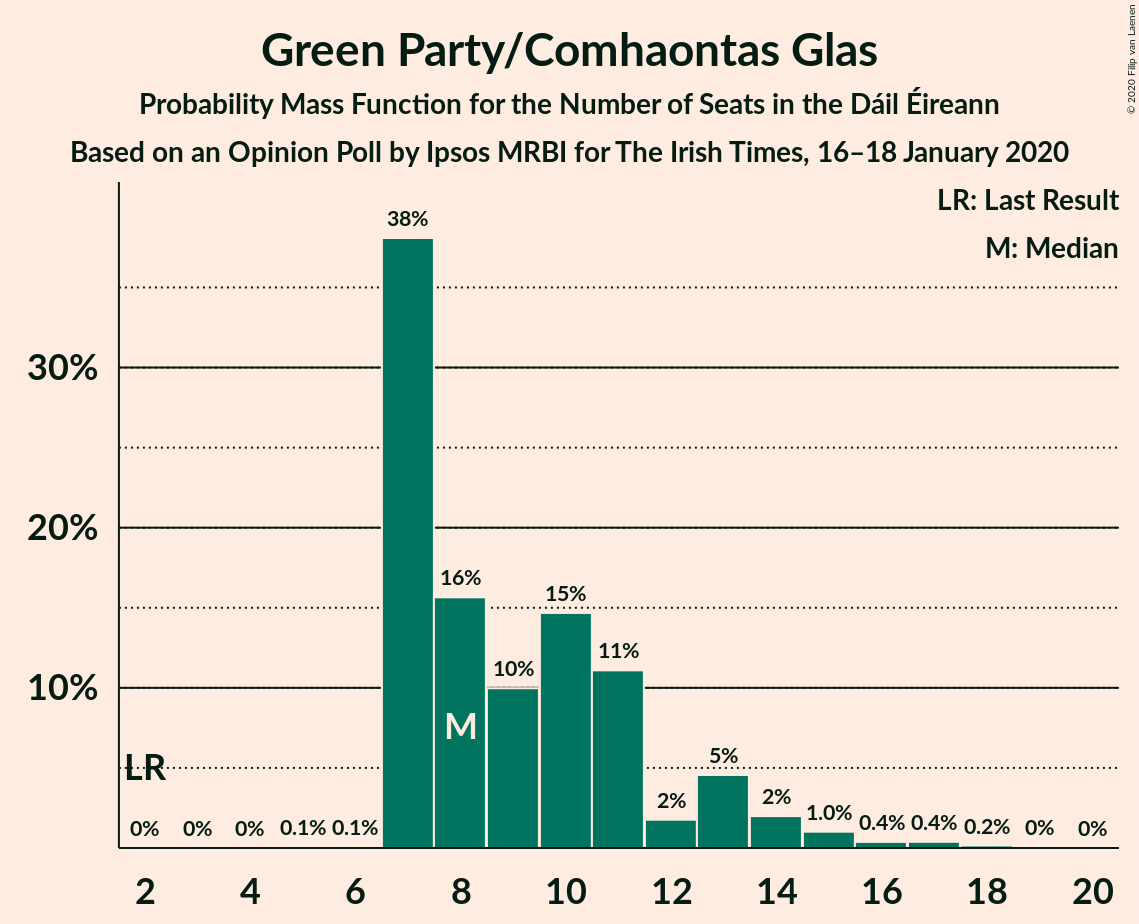 Green Party/Comhaontas Glas
Probability Mass Function for the Number of Seats in the Dáil Éireann
Based on an Opinion Poll by Ipsos MRBI for The Irish Times, 16–18 January 2020
© 2020 Filip van Laenen
LR: Last Result
M: Median
38%
30%
20%
16%
15%
11%
10%
10%
M
LR
5%
2%
2%
1.0%
0% 0% 0% 0.1% 0.1% 0.4% 0.4% 0.2% 0% 0%
2 4 6 8 10 12 14 16 18 20